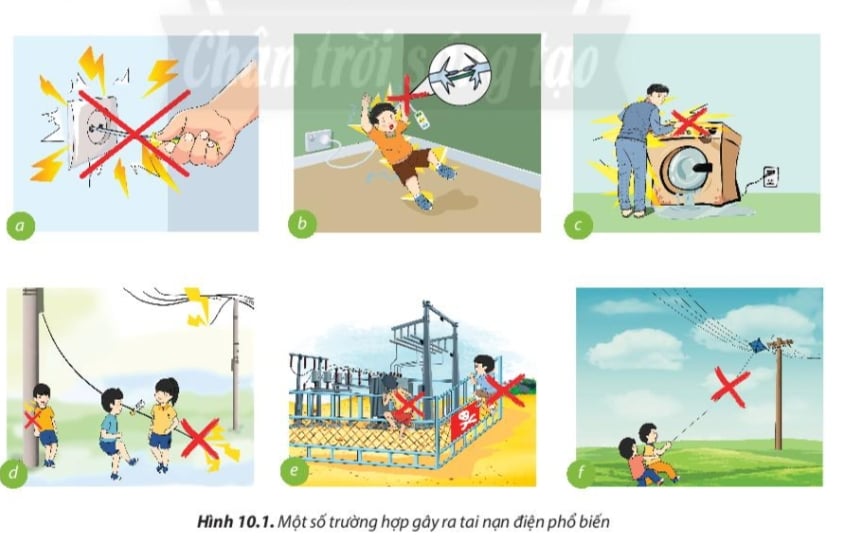 Chân trời sáng tạo
a
b
c
d
e
f
Hình 10.1. Một số trường hợp gây ra tai nạn điện phổ biến